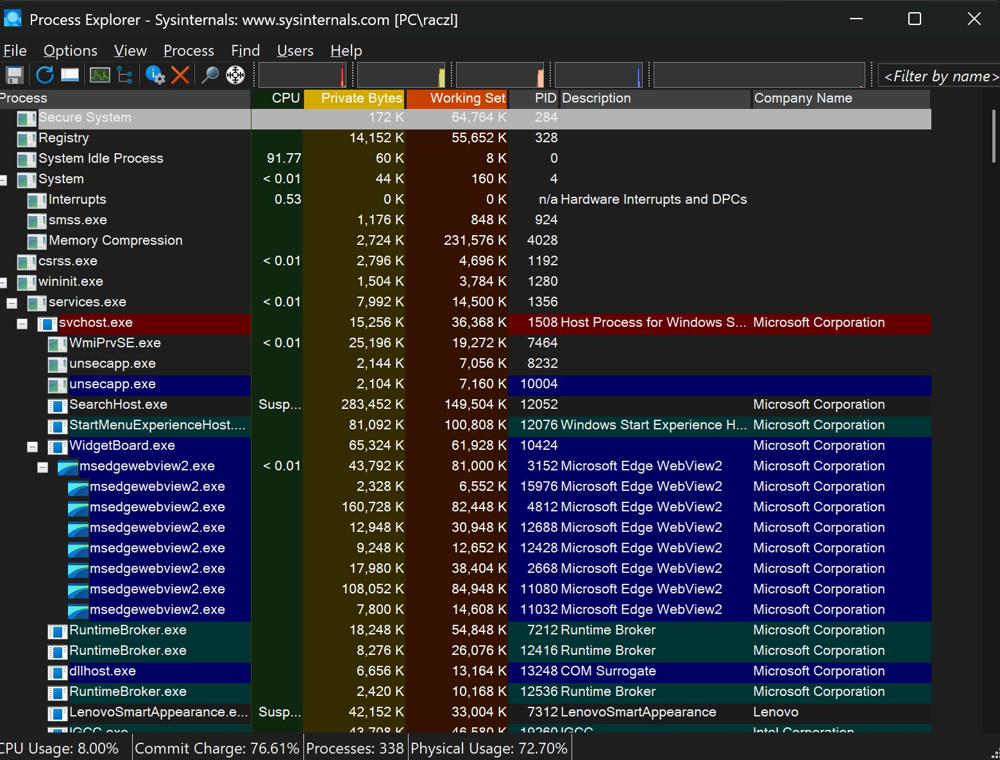 Process Explorer - Sysinternals: www.sysinternals.com [PC\raczl]
File Options View Process Find Users Help
<Filter by name>
Process CPU Private Bytes Working Set PID Description Company Name
Secure System 172 K 64,764 K 284
Registry 14,152 K 55,652 K 328
System Idle Process 91.77 60 K 8 K 0
System < 0.01 44 K 160 K 4
Interrupts 0.53 0 K 0 K n/a Hardware Interrupts and DPCs
smss.exe 1,176 K 848 K 924
Memory Compression 2,724 K 231,576 K 4028
csrss.exe < 0.01 2,796 K 4,696 K 1192
wininit.exe 1,504 K 3,784 K 1280
services.exe < 0.01 7,992 K 14,500 K 1356
svchost.exe 15,256 K 36,368 K 1508 Host Process for Windows S... Microsoft Corporation
WmiPrvSE.exe < 0.01 25,196 K 19,272 K 7464
unsecapp.exe 2,144 K 7,056 K 8232
unsecapp.exe 2,104 K 7,160 K 10004
SearchHost.exe Susp... 283,452 K 149,504 K 12052 Microsoft Corporation
StartMenuExperienceHost.... 81,092 K 100,808 K 12076 Windows Start Experience H... Microsoft Corporation
WidgetBoard.exe 65,324 K 61,928 K 10424 Microsoft Corporation
msedgewebview2.exe < 0.01 43,792 K 81,000 K 3152 Microsoft Edge WebView2 Microsoft Corporation
msedgewebview2.exe 2,328 K 6,552 K 15976 Microsoft Edge WebView2 Microsoft Corporation
msedgewebview2.exe 160,728 K 82,448 K 4812 Microsoft Edge WebView2 Microsoft Corporation
msedgewebview2.exe 12,948 K 30,948 K 12688 Microsoft Edge WebView2 Microsoft Corporation
msedgewebview2.exe 9,248 K 12,652 K 12428 Microsoft Edge WebView2 Microsoft Corporation
msedgewebview2.exe 17,980 K 38,404 K 2668 Microsoft Edge WebView2 Microsoft Corporation
msedgewebview2.exe 108,052 K 84,948 K 11080 Microsoft Edge WebView2 Microsoft Corporation
msedgewebview2.exe 7,800 K 14,608 K 11032 Microsoft Edge WebView2 Microsoft Corporation
RuntimeBroker.exe 18,248 K 54,848 K 7212 Runtime Broker Microsoft Corporation
RuntimeBroker.exe 8,276 K 26,076 K 12416 Runtime Broker Microsoft Corporation
dllhost.exe 6,656 K 13,164 K 13248 COM Surrogate Microsoft Corporation
RuntimeBroker.exe 2,420 K 10,168 K 12536 Runtime Broker Microsoft Corporation
LenovoSmartAppearance.e... Susp... 42,152 K 33,004 K 7312 LenovoSmartAppearance Lenovo
IGCC.exe 43,708 K 46,580 K 19260 IGCC Intel Corporation
CPU Usage: 8.00% Commit Charge: 76.61% Processes: 338 Physical Usage: 72.70%